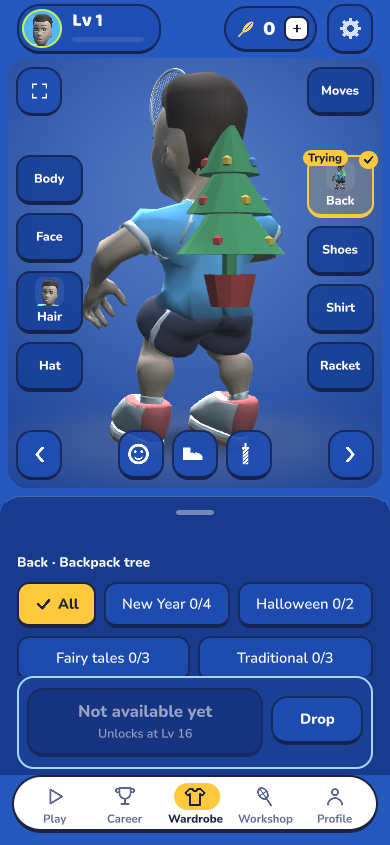 Lv 1
0 +
Moves
Trying
Body
Back
Face
Shoes
Hair
Shirt
Hat
Racket
Back · Backpack tree
All
New Year 0/4
Halloween 0/2
Fairy tales 0/3
Traditional 0/3
Not available yet
Unlocks at Lv 16
Drop
Play
Career
Wardrobe
Workshop
Profile